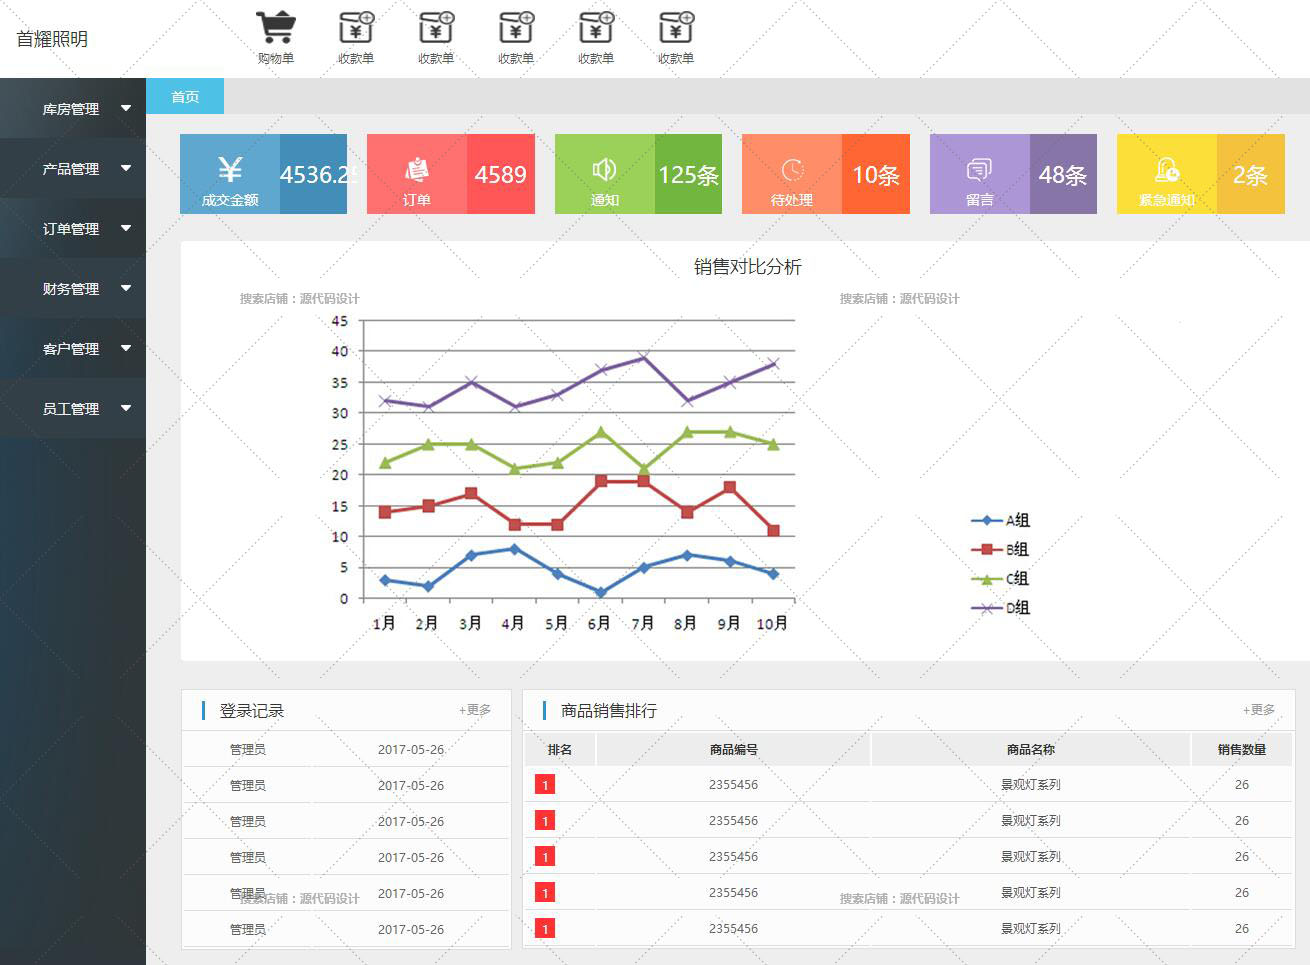 首耀照明
购物单 收款单 收款单 收款单 收款单 收款单
首页
库房管理
产品管理
订单管理
财务管理
客户管理
员工管理
¥ 4536.25
成交金额
4589
订单
125条
通知
10条
待处理
48条
留言
2条
紧急通知
销售对比分析
搜索店铺：源代码设计 搜索店铺：源代码设计
45
40
35
30
25
20
15
10
5
0
1月 2月 3月 4月 5月 6月 7月 8月 9月 10月
A组
B组
C组
D组
登录记录 +更多
管理员 2017-05-26
管理员 2017-05-26
管理员 2017-05-26
管理员 2017-05-26
管理员 2017-05-26
管理员 2017-05-26
商品销售排行 +更多
排名 商品编号 商品名称 销售数量
1 2355456 景观灯系列 26
1 2355456 景观灯系列 26
1 2355456 景观灯系列 26
1 2355456 景观灯系列 26
1 2355456 景观灯系列 26
搜索店铺：源代码设计 搜索店铺：源代码设计